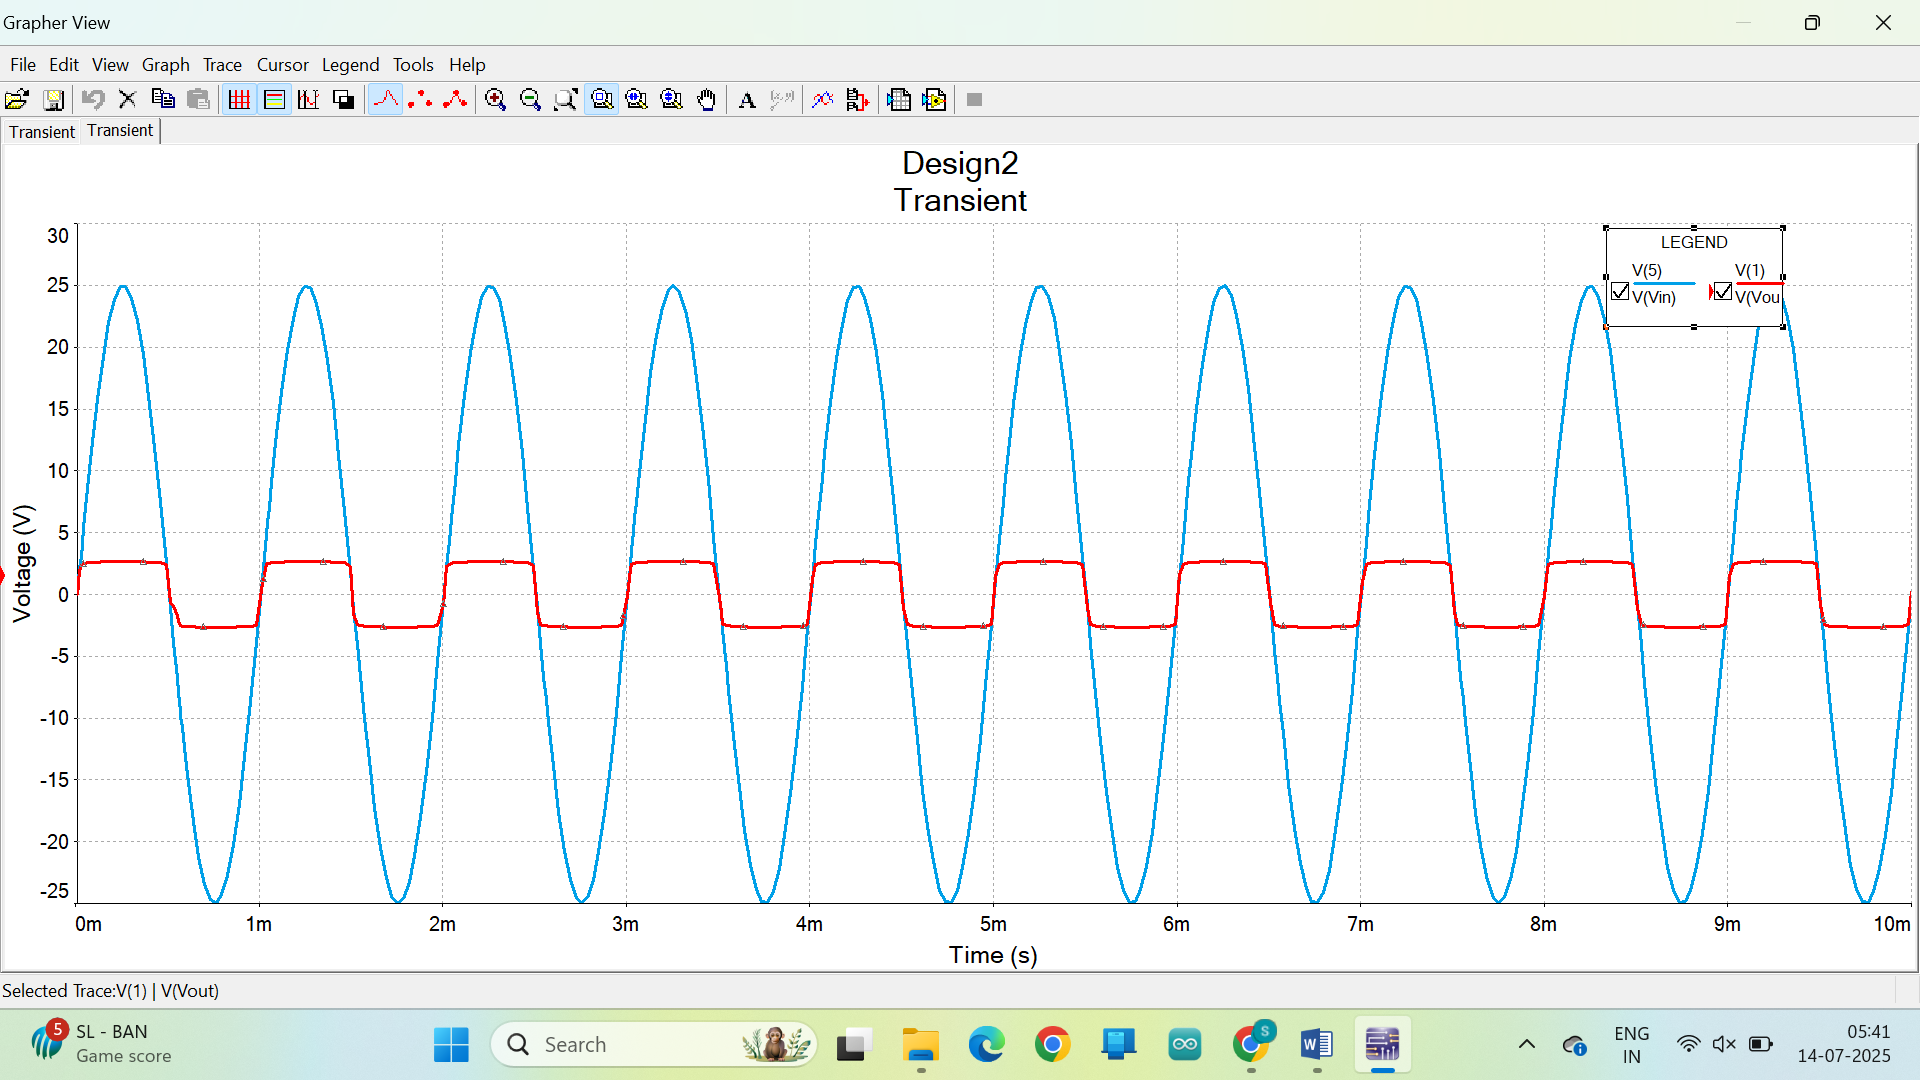 Grapher View
File Edit View Graph Trace Cursor Legend Tools Help
Transient Transient
Design2
Transient
LEGEND
V(5) V(1)
V(Vin) V(Vou
Voltage (V)
30
25
20
15
10
5
0
-5
-10
-15
-20
-25
0m 1m 2m 3m 4m 5m 6m 7m 8m 9m 10m
Time (s)
Selected Trace:V(1) | V(Vout)
5
SL - BAN
Game score
Search
S
ENG
IN
05:41
14-07-2025